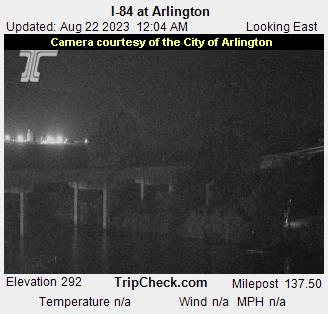 I-84 at Arlington
Updated: Aug 22 2023 12:04 AM Looking East
Camera courtesy of the City of Arlington
Elevation 292 TripCheck.com Milepost 137.50
Temperature n/a Wind n/a MPH n/a